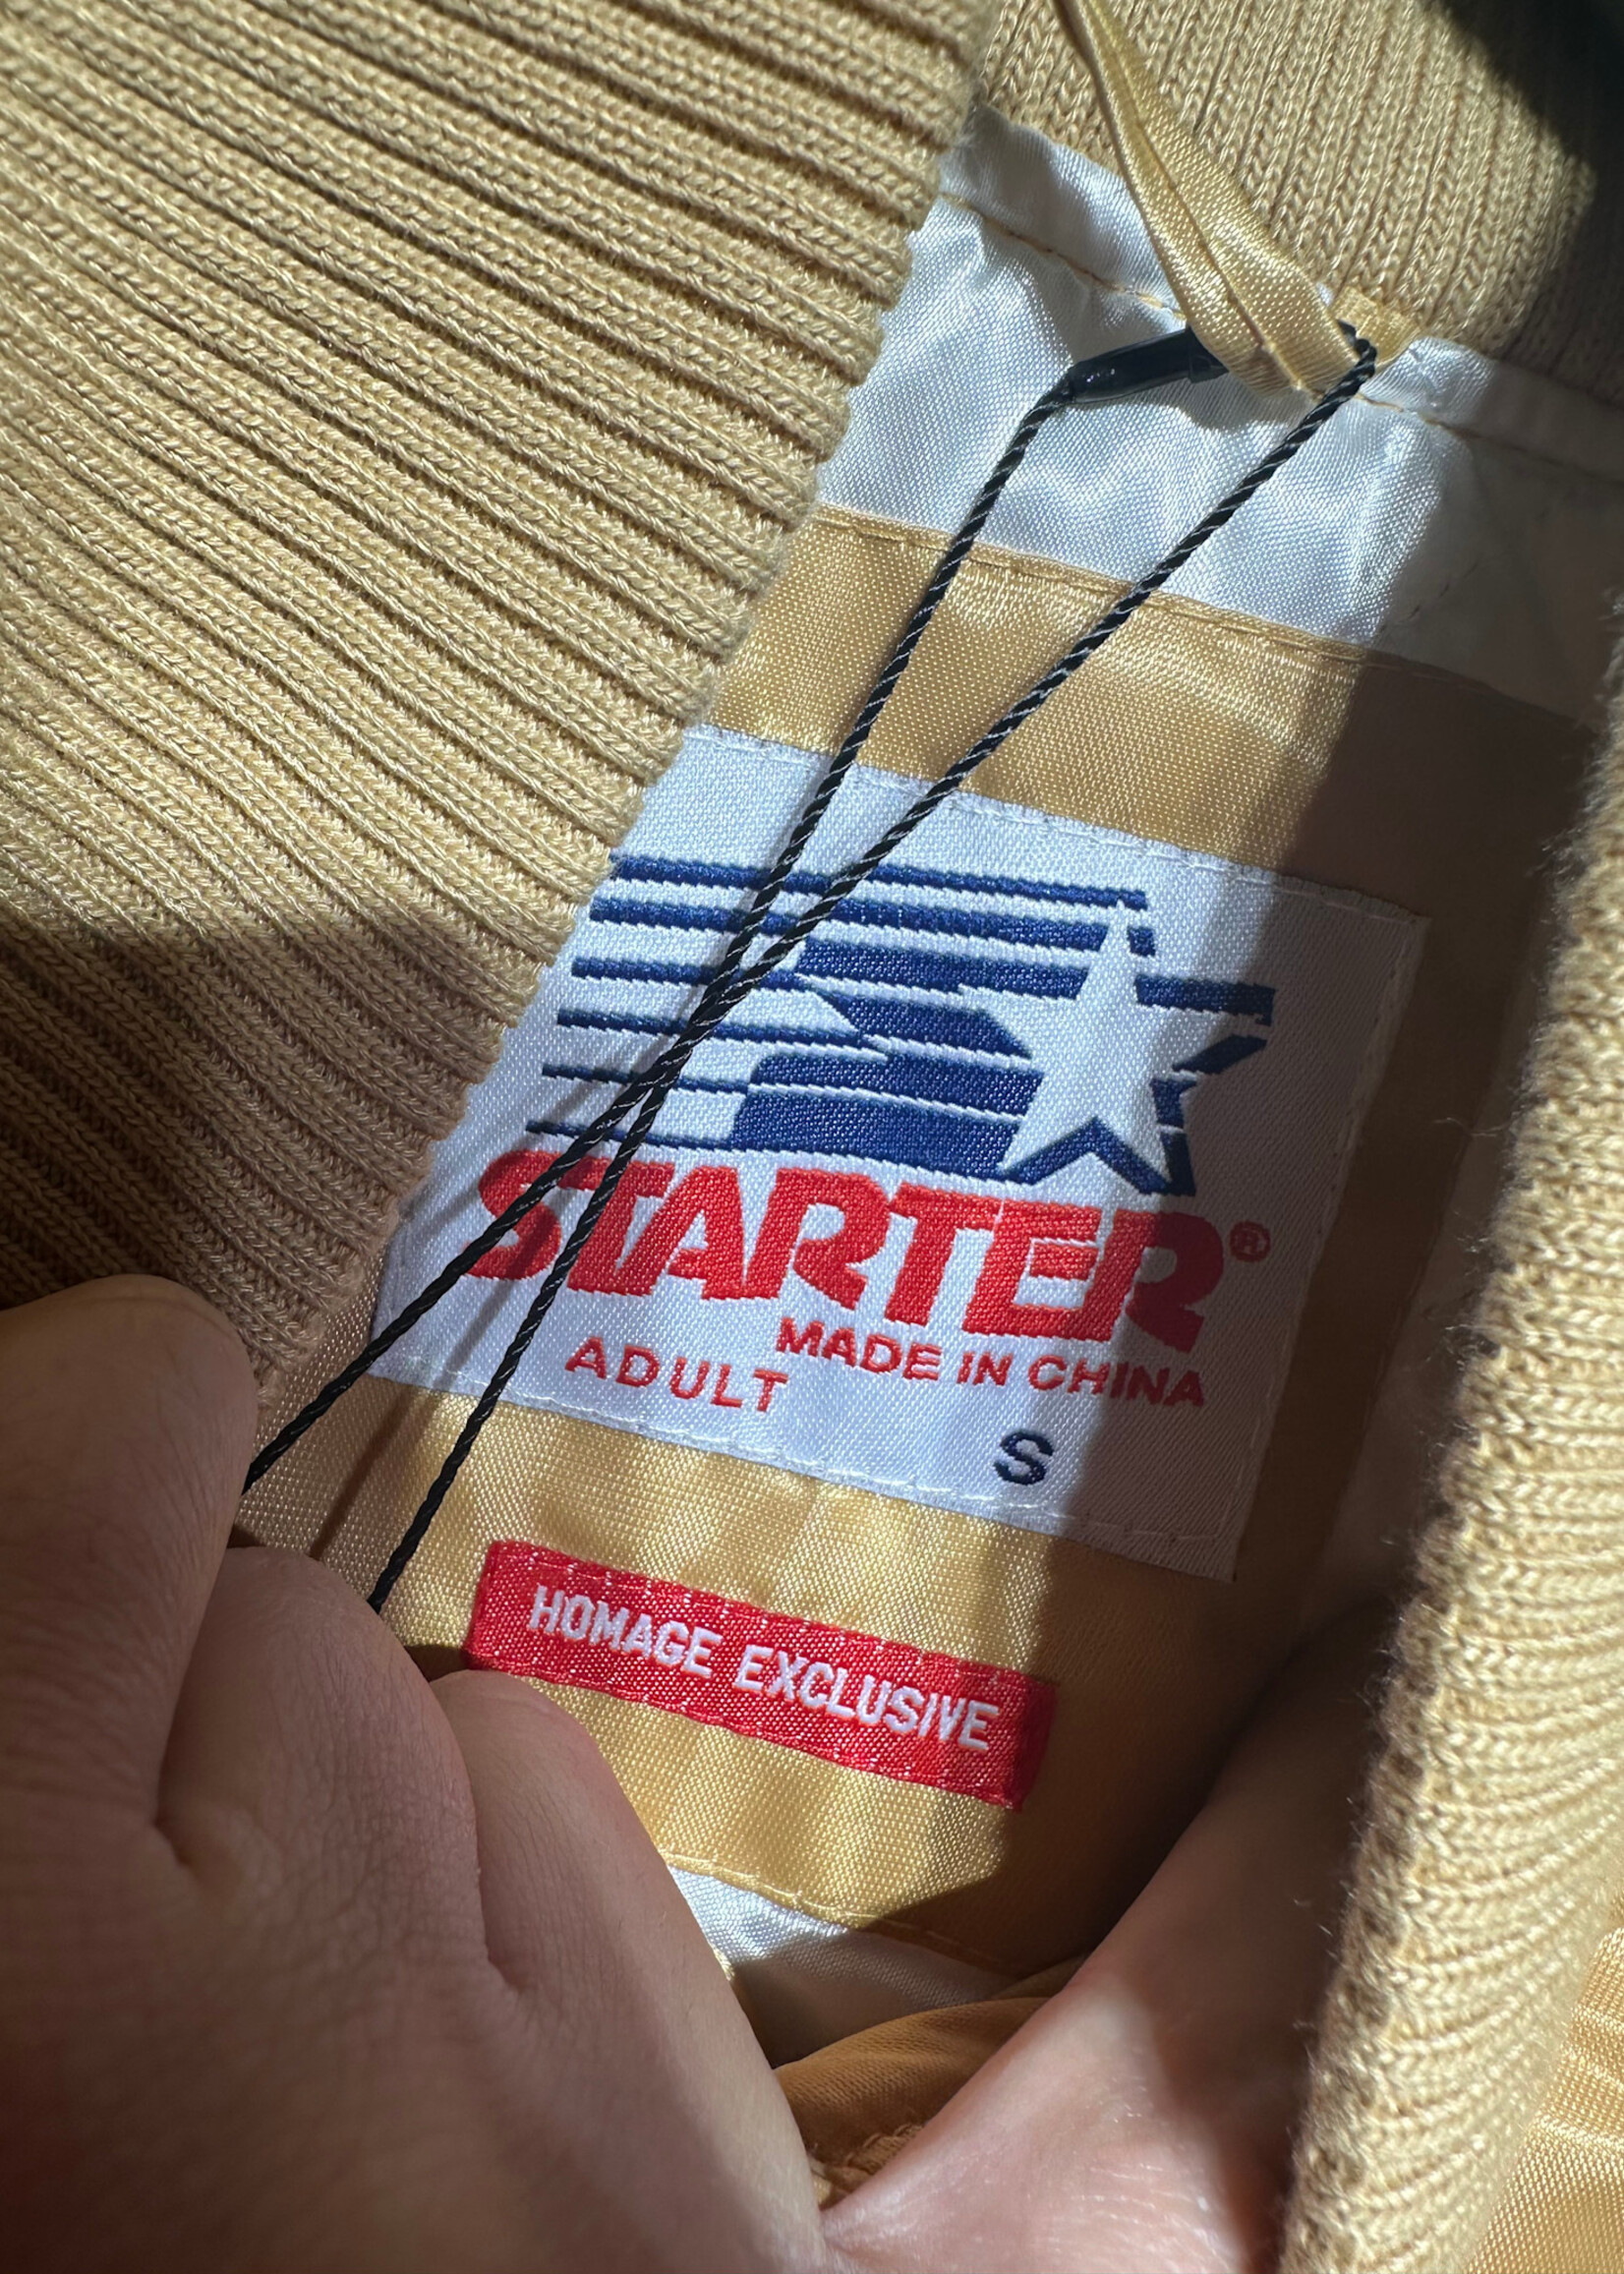 STARTER®
MADE IN CHINA
ADULT
S
HOMAGE EXCLUSIVE